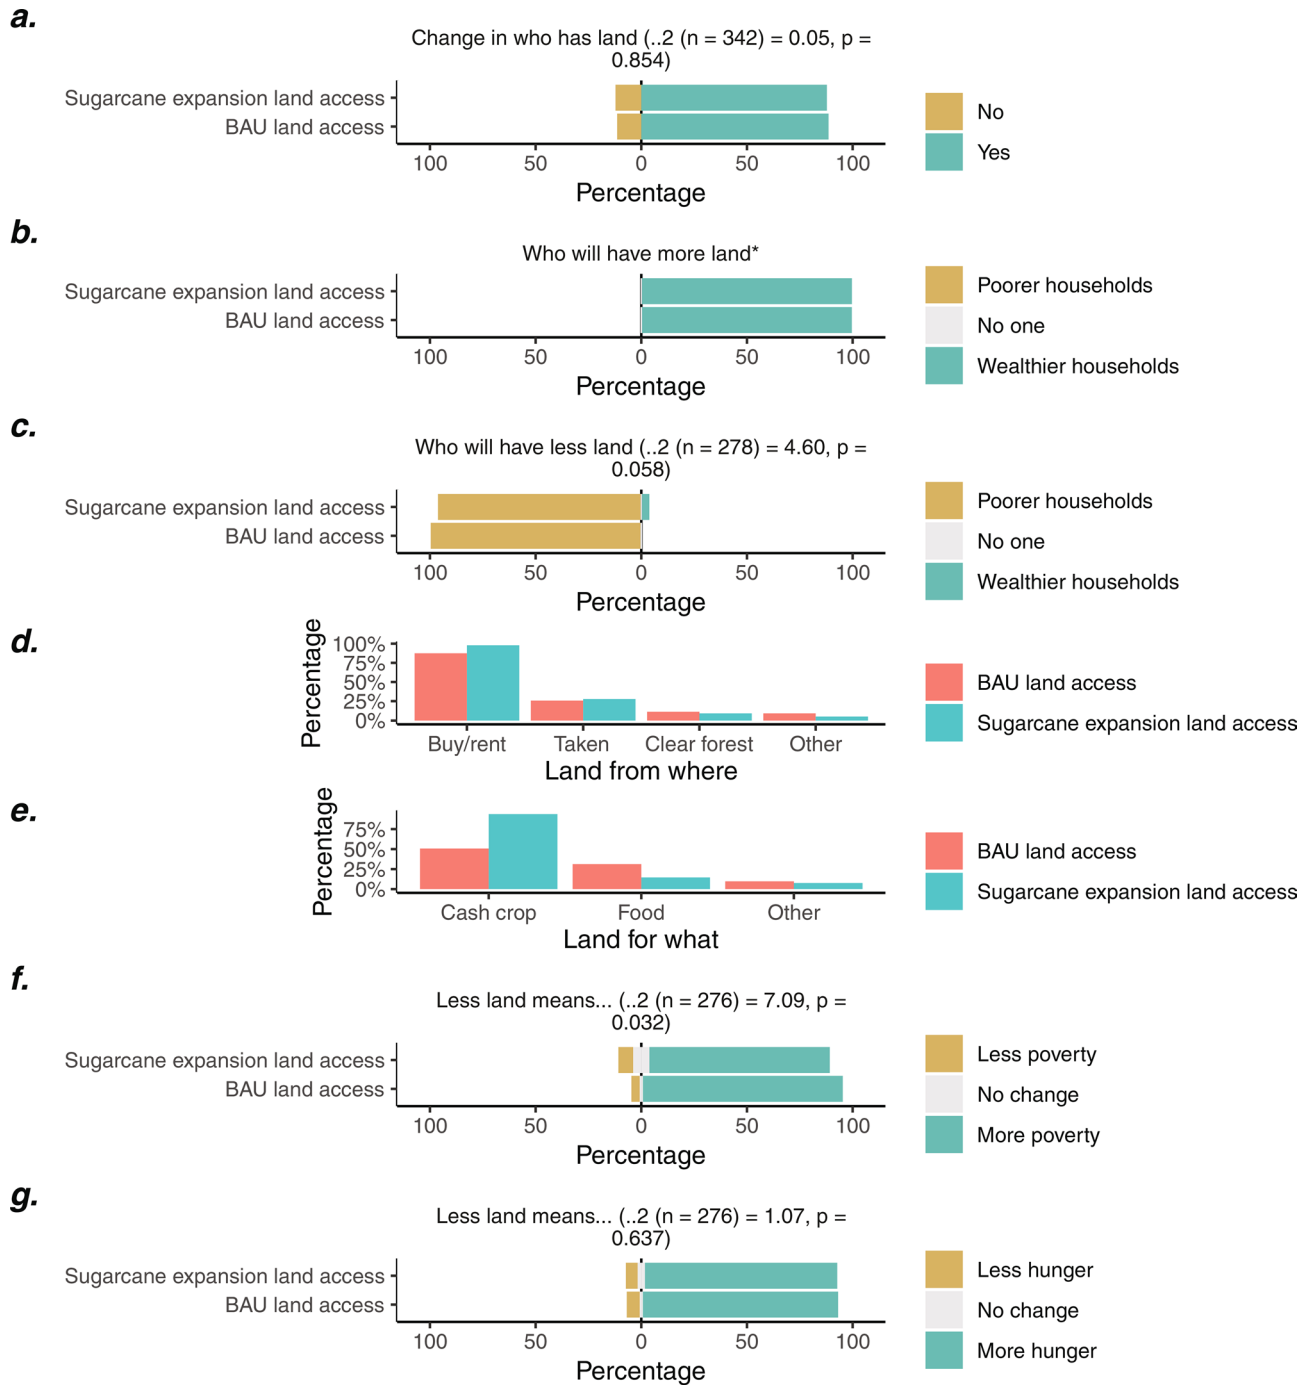 a.
Change in who has land (..2 (n = 342) = 0.05, p =
0.854)
Sugarcane expansion land access
BAU land access
100 50 0 50 100
Percentage
No
Yes
b.
Who will have more land*
Sugarcane expansion land access
BAU land access
100 50 0 50 100
Percentage
Poorer households
No one
Wealthier households
c.
Who will have less land (..2 (n = 278) = 4.60, p =
0.058)
Sugarcane expansion land access
BAU land access
100 50 0 50 100
Percentage
Poorer households
No one
Wealthier households
d.
Percentage
100%
75%
50%
25%
0%
Buy/rent Taken Clear forest Other
Land from where
BAU land access
Sugarcane expansion land access
e.
Percentage
75%
50%
25%
0%
Cash crop Food Other
Land for what
BAU land access
Sugarcane expansion land access
f.
Less land means... (..2 (n = 276) = 7.09, p =
0.032)
Sugarcane expansion land access
BAU land access
100 50 0 50 100
Percentage
Less poverty
No change
More poverty
g.
Less land means... (..2 (n = 276) = 1.07, p =
0.637)
Sugarcane expansion land access
BAU land access
100 50 0 50 100
Percentage
Less hunger
No change
More hunger